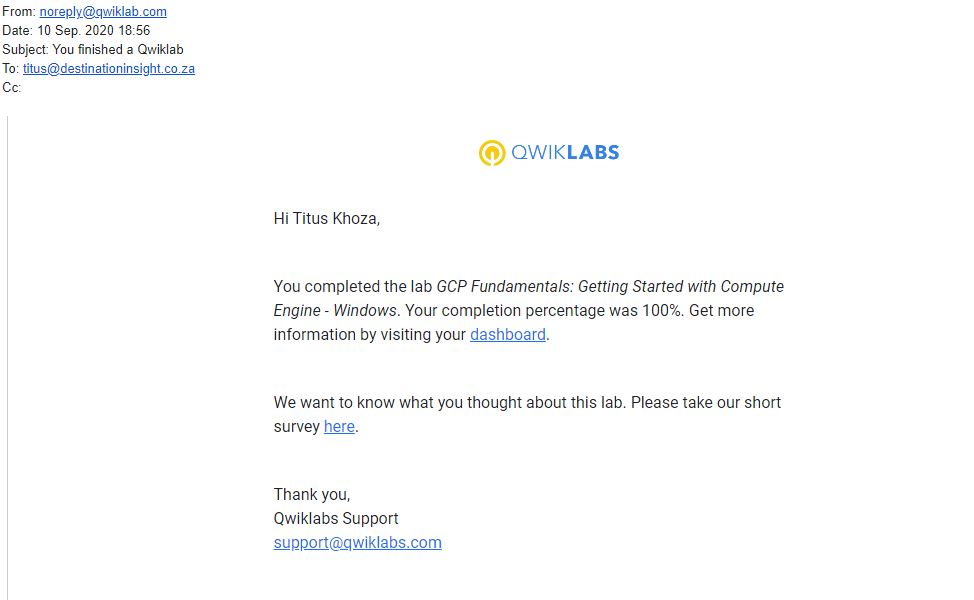 From: noreply@qwiklab.com
Date: 10 Sep. 2020 18:56
Subject: You finished a Qwiklab
To: titus@destinationinsight.co.za
Cc:
QWIKLABS
Hi Titus Khoza,
You completed the lab GCP Fundamentals: Getting Started with Compute
Engine - Windows. Your completion percentage was 100%. Get more
information by visiting your dashboard.
We want to know what you thought about this lab. Please take our short
survey here.
Thank you,
Qwiklabs Support
support@qwiklabs.com